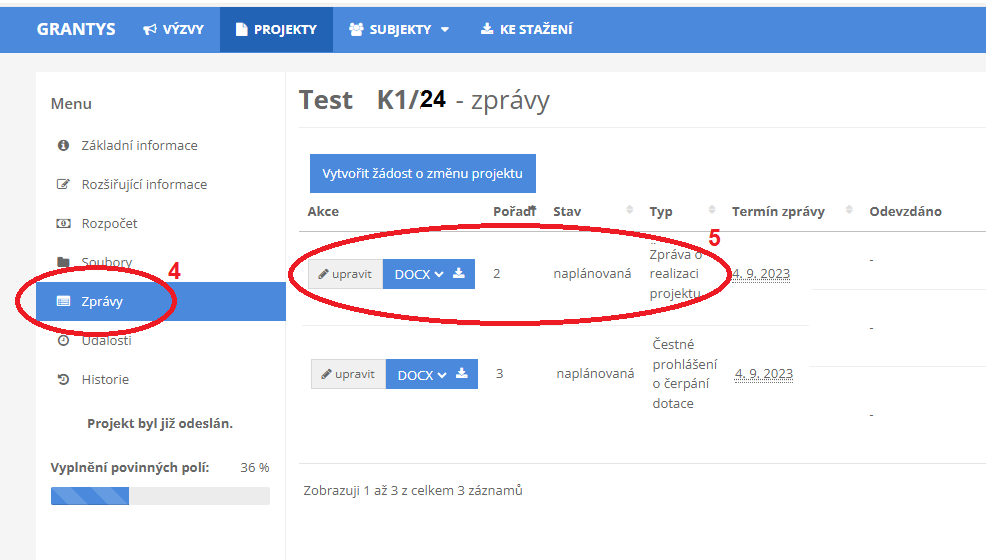 GRANTYS VÝZVY PROJEKTY SUBJEKTY KE STAŽENÍ
Menu
Základní informace
Rozšiřující informace
Rozpočet
Soubory
4
Zprávy
Události
Historie
Projekt byl již odeslán.
Vyplnění povinných polí: 36 %
Test K1/24 - zprávy
Vytvořit žádost o změnu projektu
Akce Pořadí Stav Typ Termín zprávy Odevzdáno
5
upravit DOCX 2 naplánovaná Zpráva o realizaci projektu 4. 9. 2023 -
-
upravit DOCX 3 naplánovaná Čestné prohlášení o čerpání dotace 4. 9. 2023
-
Zobrazuji 1 až 3 z celkem 3 záznamů